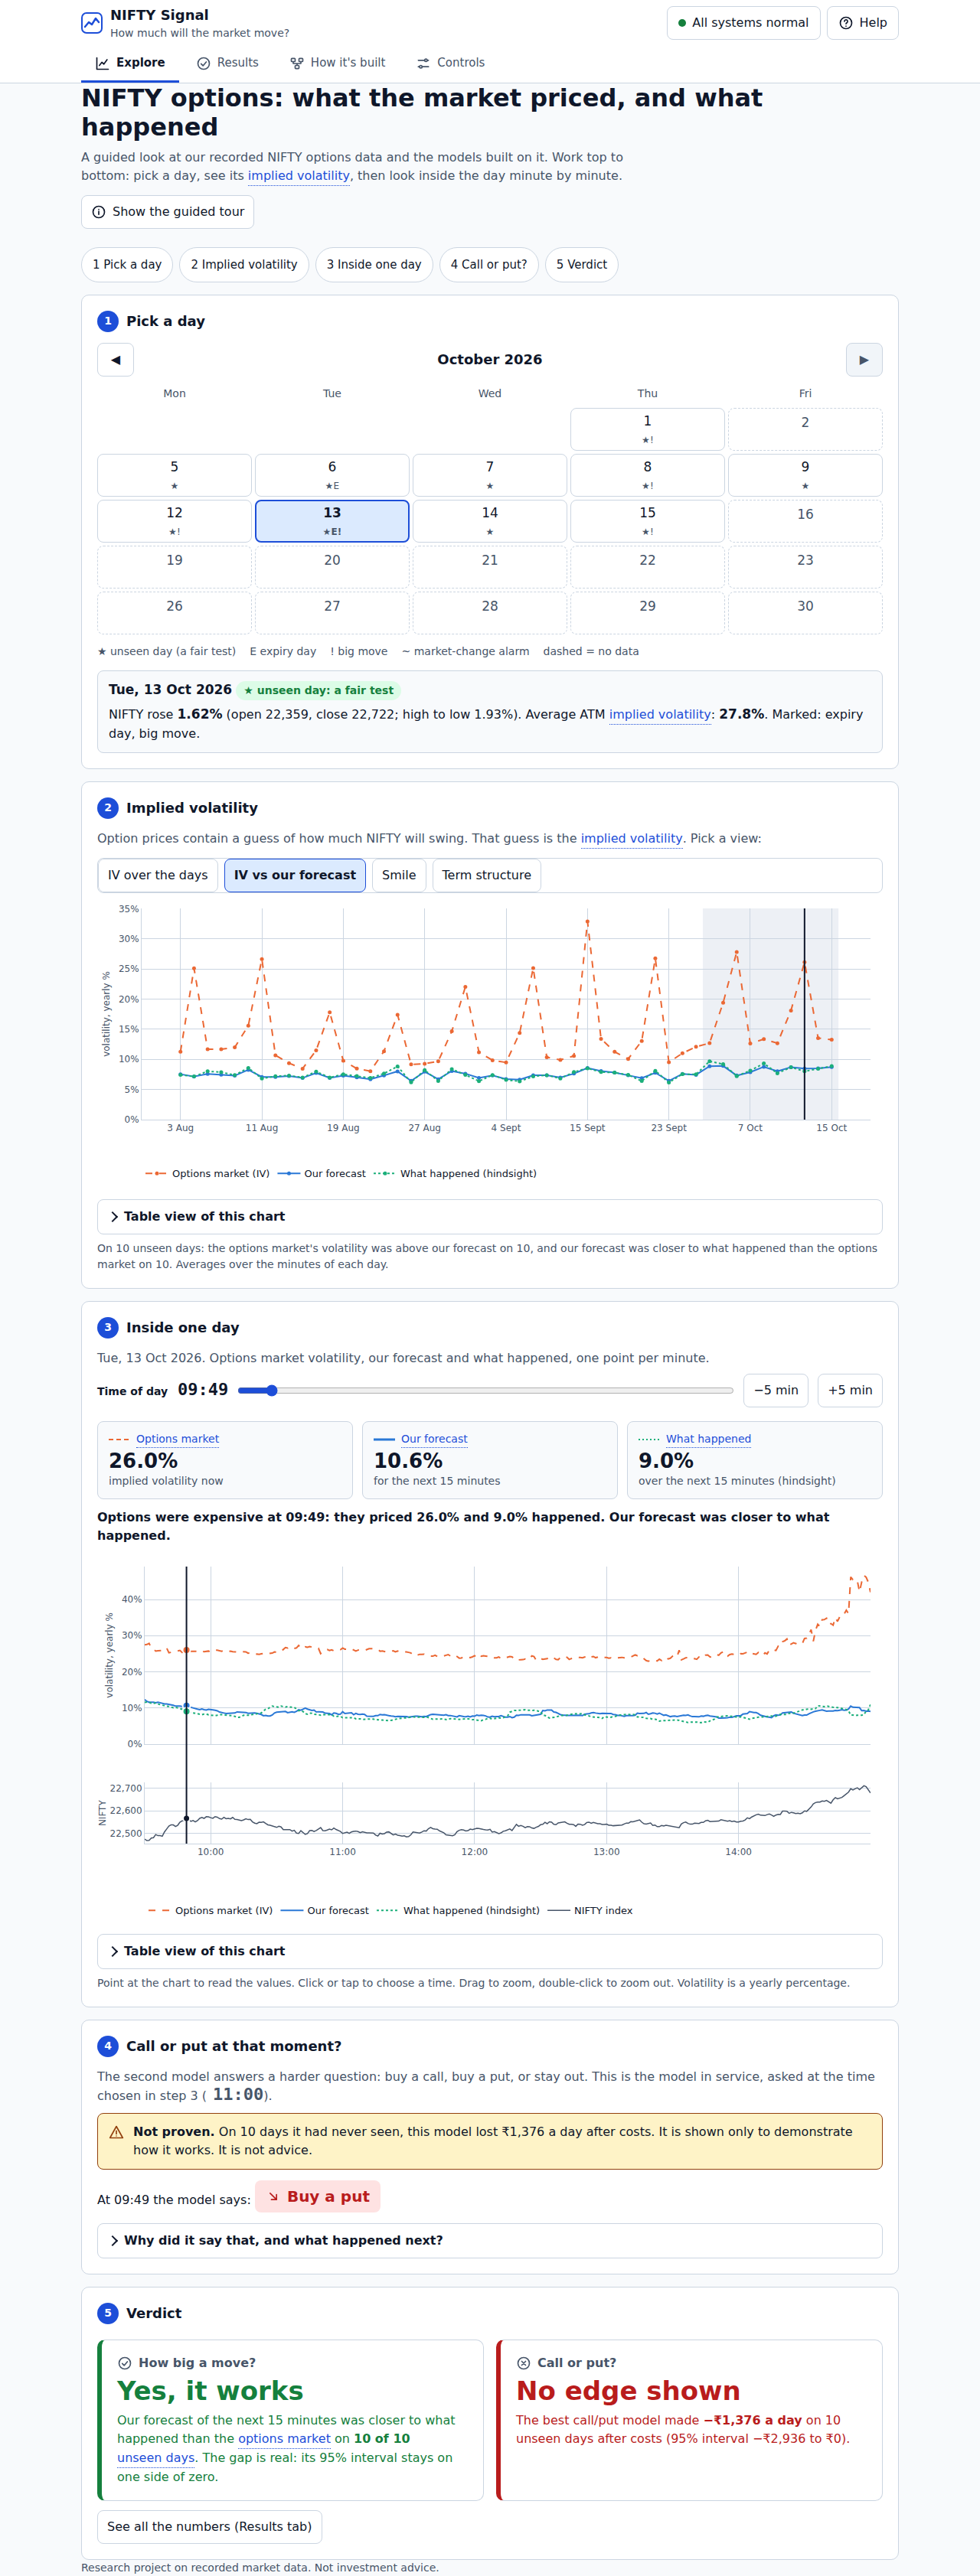 NIFTY Signal
How much will the market move?
All systems normal
Help
Explore
Results
How it's built
Controls
NIFTY options: what the market priced, and what
happened
A guided look at our recorded NIFTY options data and the models built on it. Work top to
bottom: pick a day, see its implied volatility, then look inside the day minute by minute.
Show the guided tour
1 Pick a day
2 Implied volatility
3 Inside one day
4 Call or put?
5 Verdict
1 Pick a day
◀ October 2026 ▶
Mon Tue Wed Thu Fri
1 2
★!
5 6 7 8 9
★ ★E ★ ★! ★
12 13 14 15 16
★! ★E! ★ ★!
19 20 21 22 23
26 27 28 29 30
★ unseen day (a fair test) E expiry day ! big move ~ market-change alarm dashed = no data
Tue, 13 Oct 2026 ★ unseen day: a fair test
NIFTY rose 1.62% (open 22,359, close 22,722; high to low 1.93%). Average ATM implied volatility: 27.8%. Marked: expiry
day, big move.
2 Implied volatility
Option prices contain a guess of how much NIFTY will swing. That guess is the implied volatility. Pick a view:
IV over the days
IV vs our forecast
Smile
Term structure
35%
30%
25%
20%
15%
10%
5%
0%
volatility, yearly %
3 Aug 11 Aug 19 Aug 27 Aug 4 Sept 15 Sept 23 Sept 7 Oct 15 Oct
Options market (IV) Our forecast What happened (hindsight)
Table view of this chart
On 10 unseen days: the options market's volatility was above our forecast on 10, and our forecast was closer to what happened than the options
market on 10. Averages over the minutes of each day.
3 Inside one day
Tue, 13 Oct 2026. Options market volatility, our forecast and what happened, one point per minute.
Time of day 09:49 −5 min +5 min
Options market
26.0%
implied volatility now
Our forecast
10.6%
for the next 15 minutes
What happened
9.0%
over the next 15 minutes (hindsight)
Options were expensive at 09:49: they priced 26.0% and 9.0% happened. Our forecast was closer to what
happened.
40%
30%
20%
10%
0%
volatility, yearly %
22,700
22,600
22,500
NIFTY
10:00 11:00 12:00 13:00 14:00
Options market (IV) Our forecast What happened (hindsight) NIFTY index
Table view of this chart
Point at the chart to read the values. Click or tap to choose a time. Drag to zoom, double-click to zoom out. Volatility is a yearly percentage.
4 Call or put at that moment?
The second model answers a harder question: buy a call, buy a put, or stay out. This is the model in service, asked at the time
chosen in step 3 ( 11:00).
Not proven. On 10 days it had never seen, this model lost ₹1,376 a day after costs. It is shown only to demonstrate
how it works. It is not advice.
At 09:49 the model says: ↘ Buy a put
Why did it say that, and what happened next?
5 Verdict
How big a move?
Yes, it works
Our forecast of the next 15 minutes was closer to what
happened than the options market on 10 of 10
unseen days. The gap is real: its 95% interval stays on
one side of zero.
Call or put?
No edge shown
The best call/put model made −₹1,376 a day on 10
unseen days after costs (95% interval −₹2,936 to ₹0).
See all the numbers (Results tab)
Research project on recorded market data. Not investment advice.